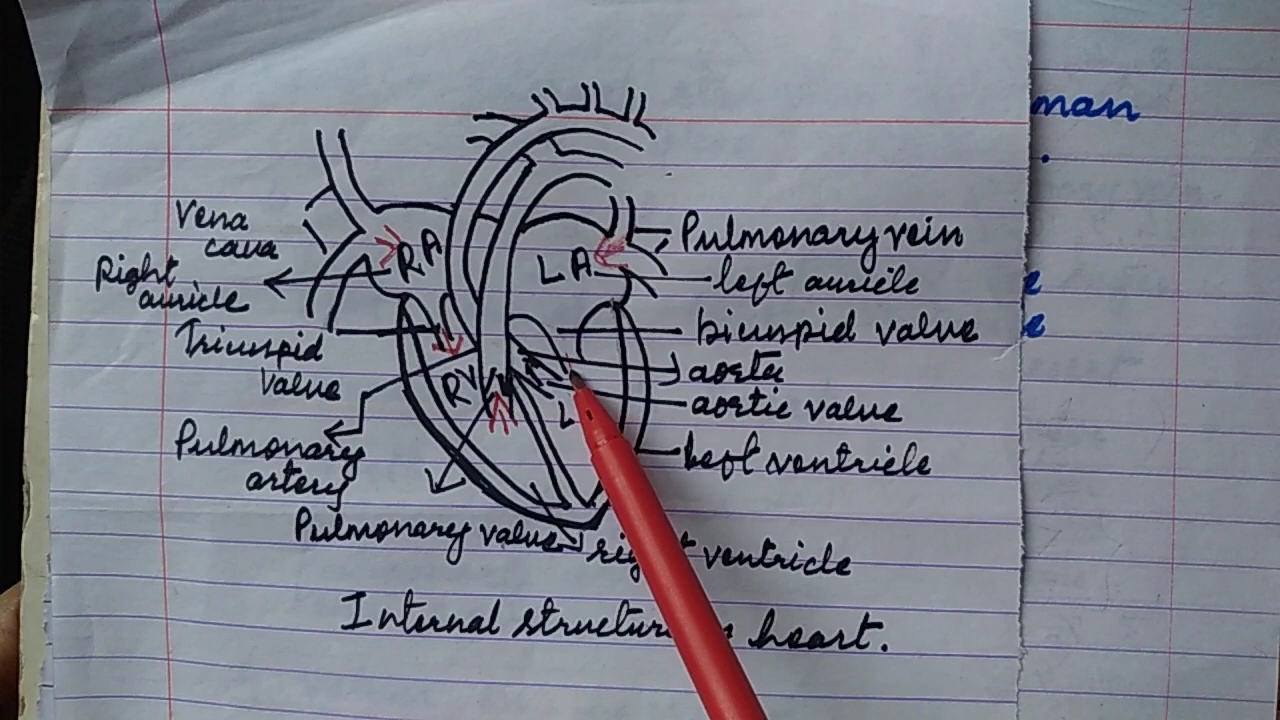 man
Vena
cava
RA
LA
Pulmonary vein
Right
auricle
left auricle
Tricuspid
Valve
bicuspid valve
aorta
RV
L
aortic valve
Pulmonary
artery
left ventricle
Pulmonary valve
right ventricle
Internal structure heart.